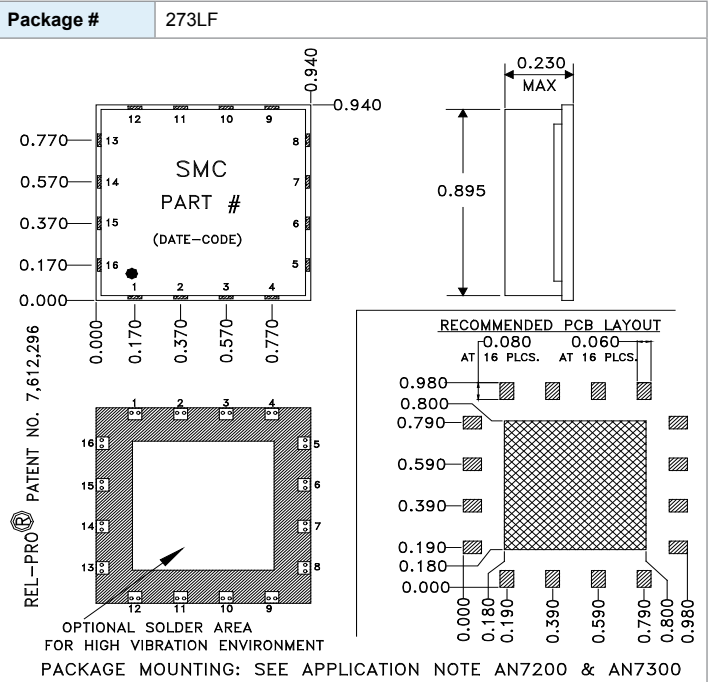 Package #
273LF
0.940
0.940
12 11 10 9
0.770 13 8
0.570 14 7
0.370 15 6
0.170 16 5
0.000
SMC
PART #
(DATE-CODE)
1 2 3 4
0.000 0.170 0.370 0.570 0.770
0.230
MAX
0.895
RECOMMENDED PCB LAYOUT
0.080
AT 16 PLCS.
0.060
AT 16 PLCS.
0.980
0.800
0.790
0.590
0.390
0.190
0.180
0.000
0.000 0.180 0.190 0.390 0.590 0.790 0.800 0.980
REL-PRO® PATENT NO. 7,612,296
1 2 3 4
16 5
15 6
14 7
13 8
12 11 10 9
OPTIONAL SOLDER AREA
FOR HIGH VIBRATION ENVIRONMENT
PACKAGE MOUNTING: SEE APPLICATION NOTE AN7200 & AN7300